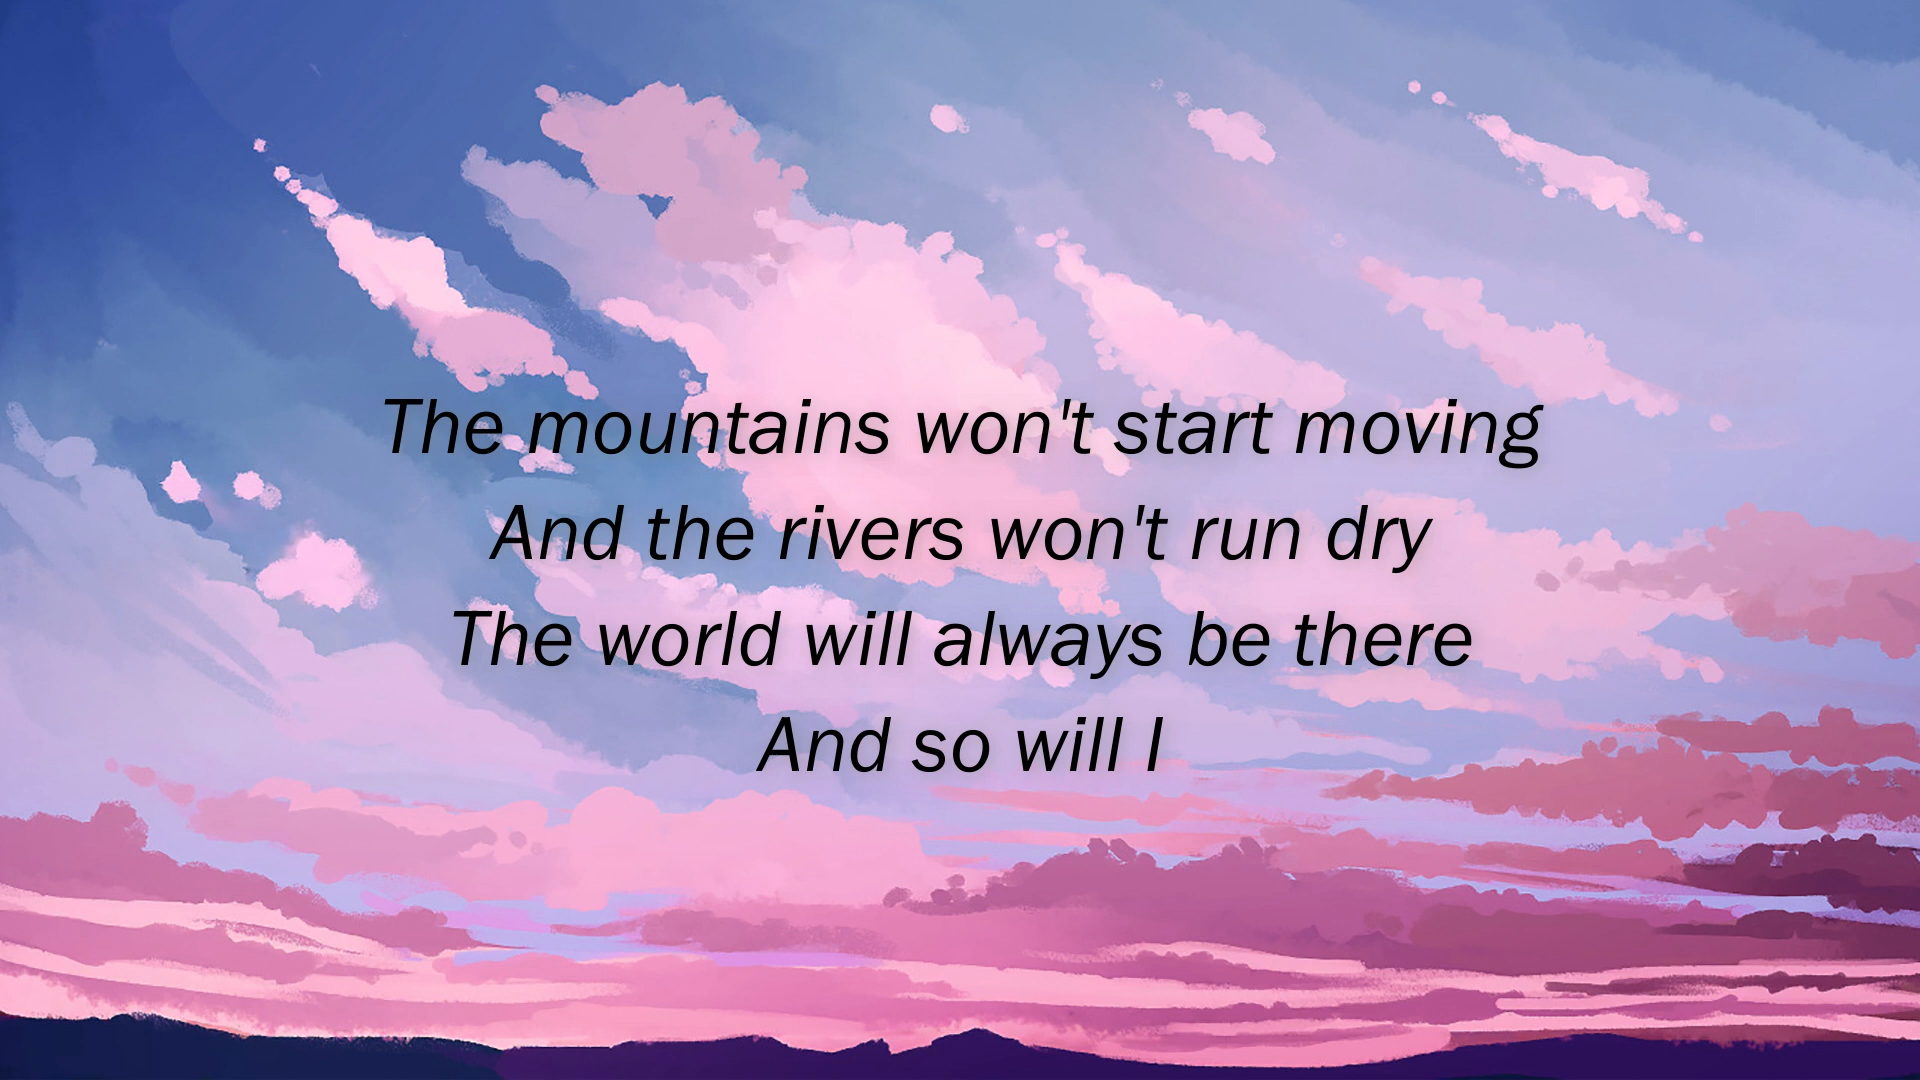 The mountains won't start moving
And the rivers won't run dry
The world will always be there
And so will I